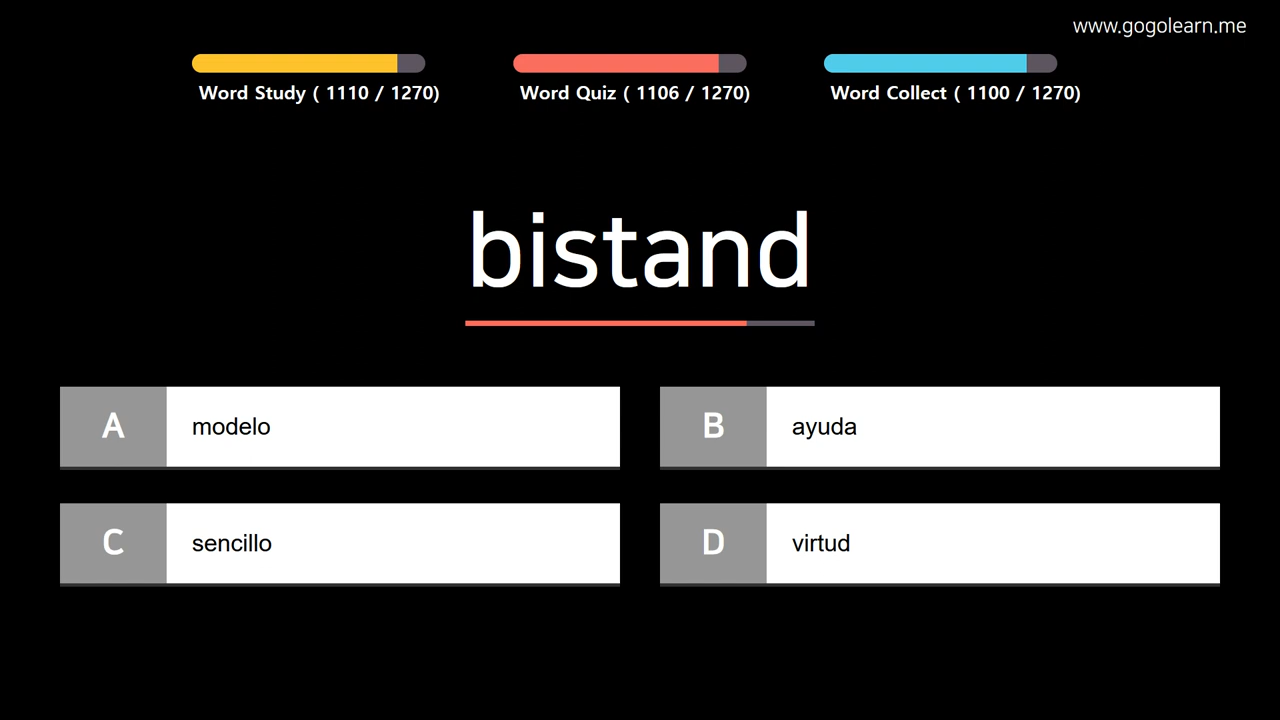 www.gogolearn.me
Word Study ( 1110 / 1270)
Word Quiz ( 1106 / 1270)
Word Collect ( 1100 / 1270)
bistand
A modelo
B ayuda
C sencillo
D virtud